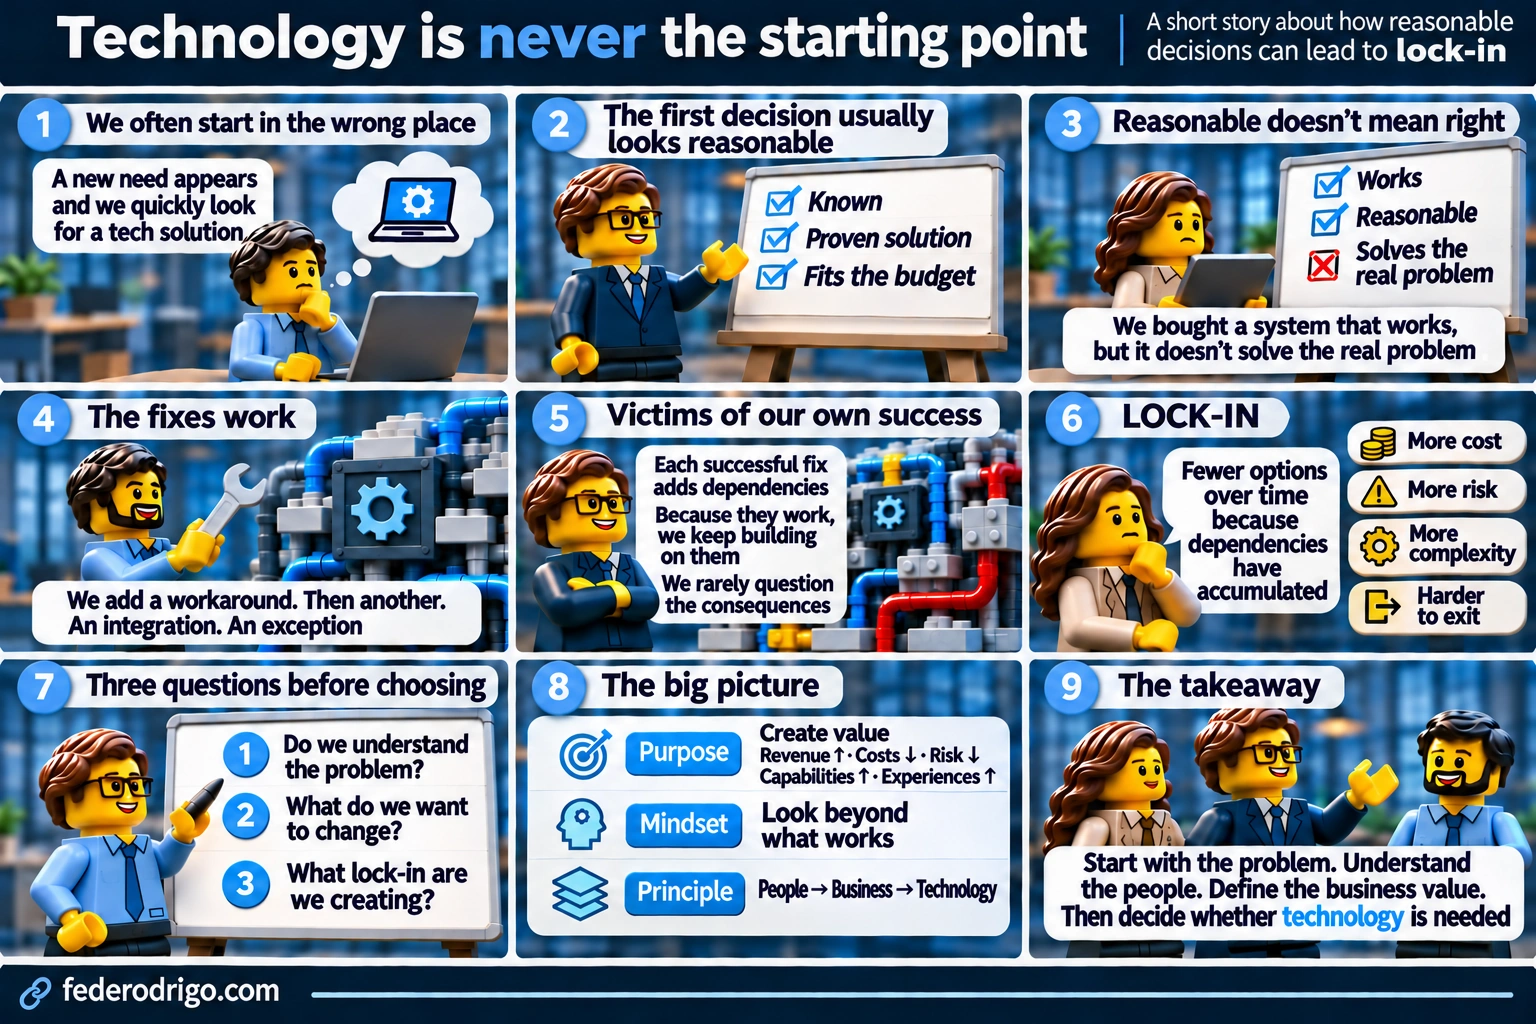 Technology is never the starting point
A short story about how reasonable
decisions can lead to lock-in
1
We often start in the wrong place
A new need appears
and we quickly look
for a tech solution
2
The first decision usually
looks reasonable
Known
Proven solution
Fits the budget
3
Reasonable doesn't mean right
Works
Reasonable
Solves the
real problem
We bought a system that works,
but it doesn't solve the real problem
4
The fixes work
We add a workaround. Then another.
An integration. An exception
5
Victims of our own success
Each successful fix
adds dependencies
Because they work,
we keep building
on them
We rarely question
the consequences
6
LOCK-IN
Fewer options
over time
because
dependencies
have
accumulated
More cost
More risk
More
complexity
Harder
to exit
7
Three questions before choosing
1
Do we understand
the problem?
2
What do we want
to change?
3
What lock-in are
we creating?
8
The big picture
Purpose
Create value
Revenue ↑ · Costs ↓ · Risk ↓
Capabilities ↑ · Experiences ↑
Mindset
Look beyond
what works
Principle
People → Business → Technology
9
The takeaway
Start with the problem. Understand
the people. Define the business value.
Then decide whether technology is needed
federodrigo.com